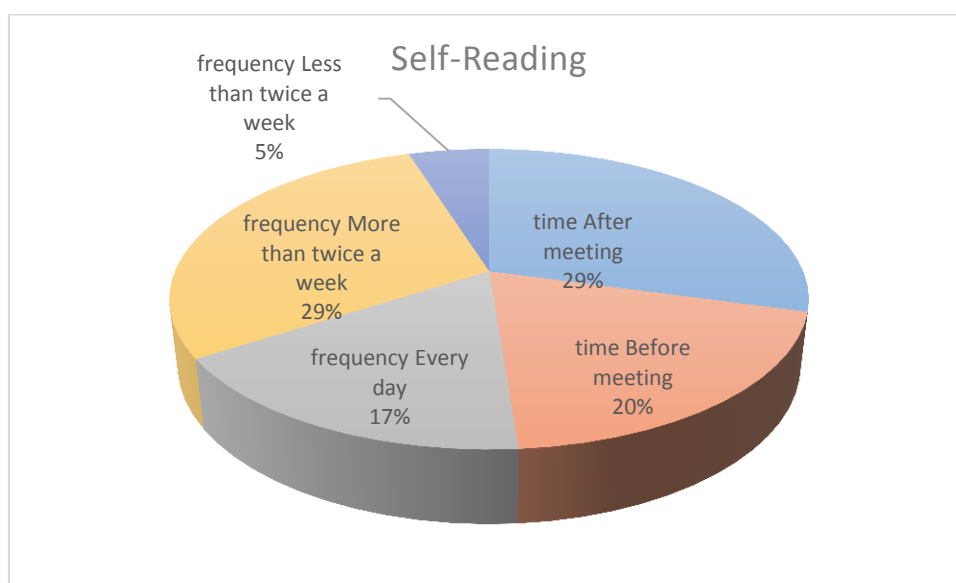 Self-Reading
frequency Less
than twice a
week
5%
time After
meeting
29%
time Before
meeting
20%
frequency Every
day
17%
frequency More
than twice a
week
29%